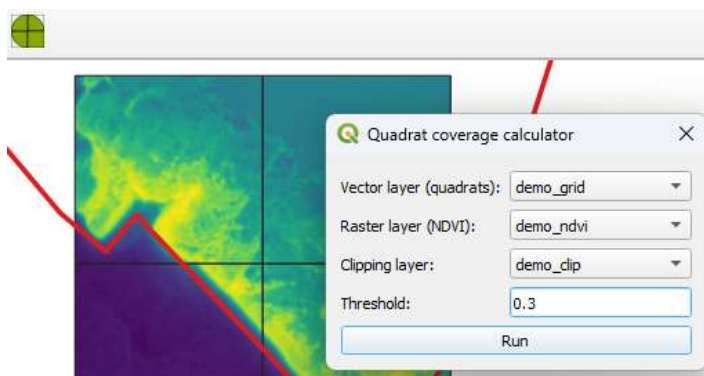 Quadrat coverage calculator
Vector layer (quadrats): demo_grid
Raster layer (NDVI): demo_ndvi
Clipping layer: demo_clip
Threshold: 0.3
Run